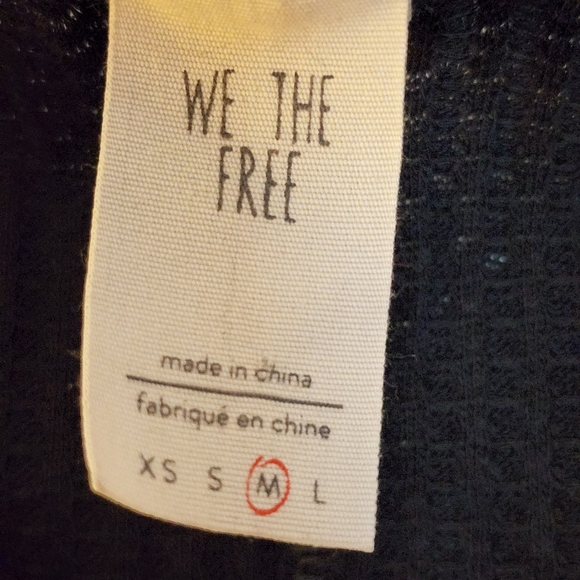 WE THE
FREE
made in china
fabriqué en chine
XS S M L